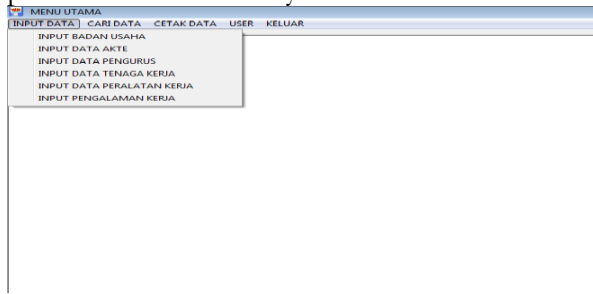 MENU UTAMA
INPUT DATA CARI DATA CETAK DATA USER KELUAR
INPUT BADAN USAHA
INPUT DATA AKTE
INPUT DATA PENGURUS
INPUT DATA TENAGA KERJA
INPUT DATA PERALATAN KERJA
INPUT PENGALAMAN KERJA